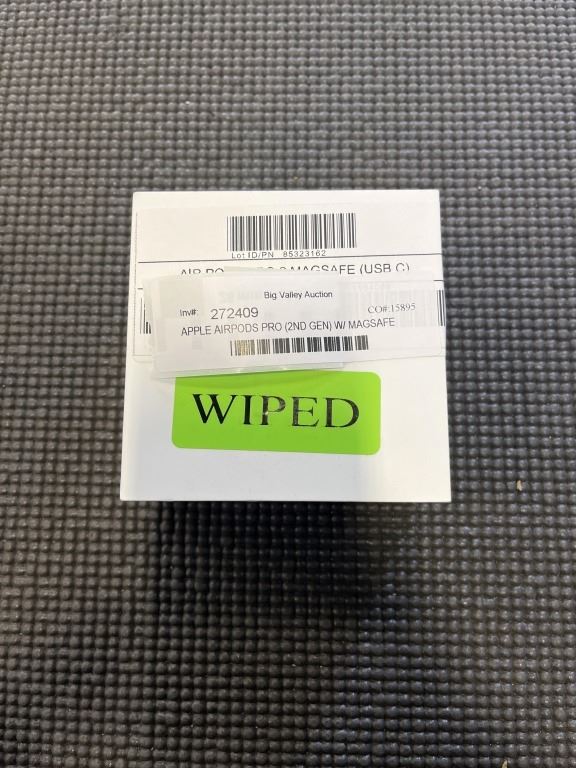 Lot ID/PN 85323162
MAGSAFE (USB C)
Big Valley Auction
Inv#: 272409 CO#:15895
APPLE AIRPODS PRO (2ND GEN) W/ MAGSAFE
WIPED